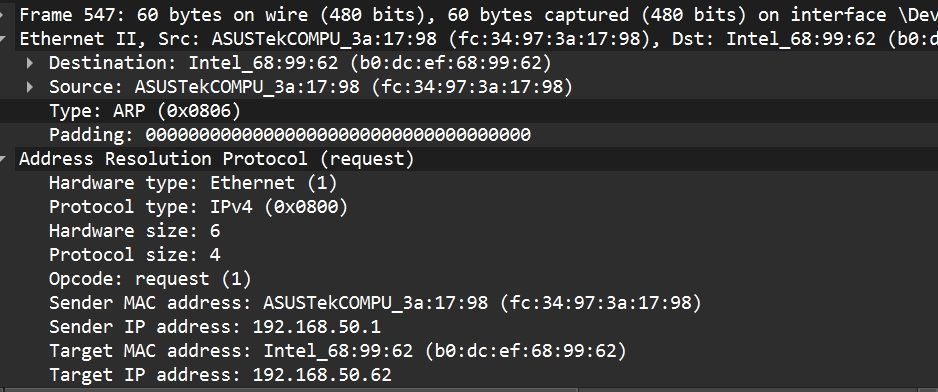 Frame 547: 60 bytes on wire (480 bits), 60 bytes captured (480 bits) on interface \Dev
Ethernet II, Src: ASUSTekCOMPU_3a:17:98 (fc:34:97:3a:17:98), Dst: Intel_68:99:62 (b0:d
Destination: Intel_68:99:62 (b0:dc:ef:68:99:62)
Source: ASUSTekCOMPU_3a:17:98 (fc:34:97:3a:17:98)
Type: ARP (0x0806)
Padding: 000000000000000000000000000000000000
Address Resolution Protocol (request)
Hardware type: Ethernet (1)
Protocol type: IPv4 (0x0800)
Hardware size: 6
Protocol size: 4
Opcode: request (1)
Sender MAC address: ASUSTekCOMPU_3a:17:98 (fc:34:97:3a:17:98)
Sender IP address: 192.168.50.1
Target MAC address: Intel_68:99:62 (b0:dc:ef:68:99:62)
Target IP address: 192.168.50.62